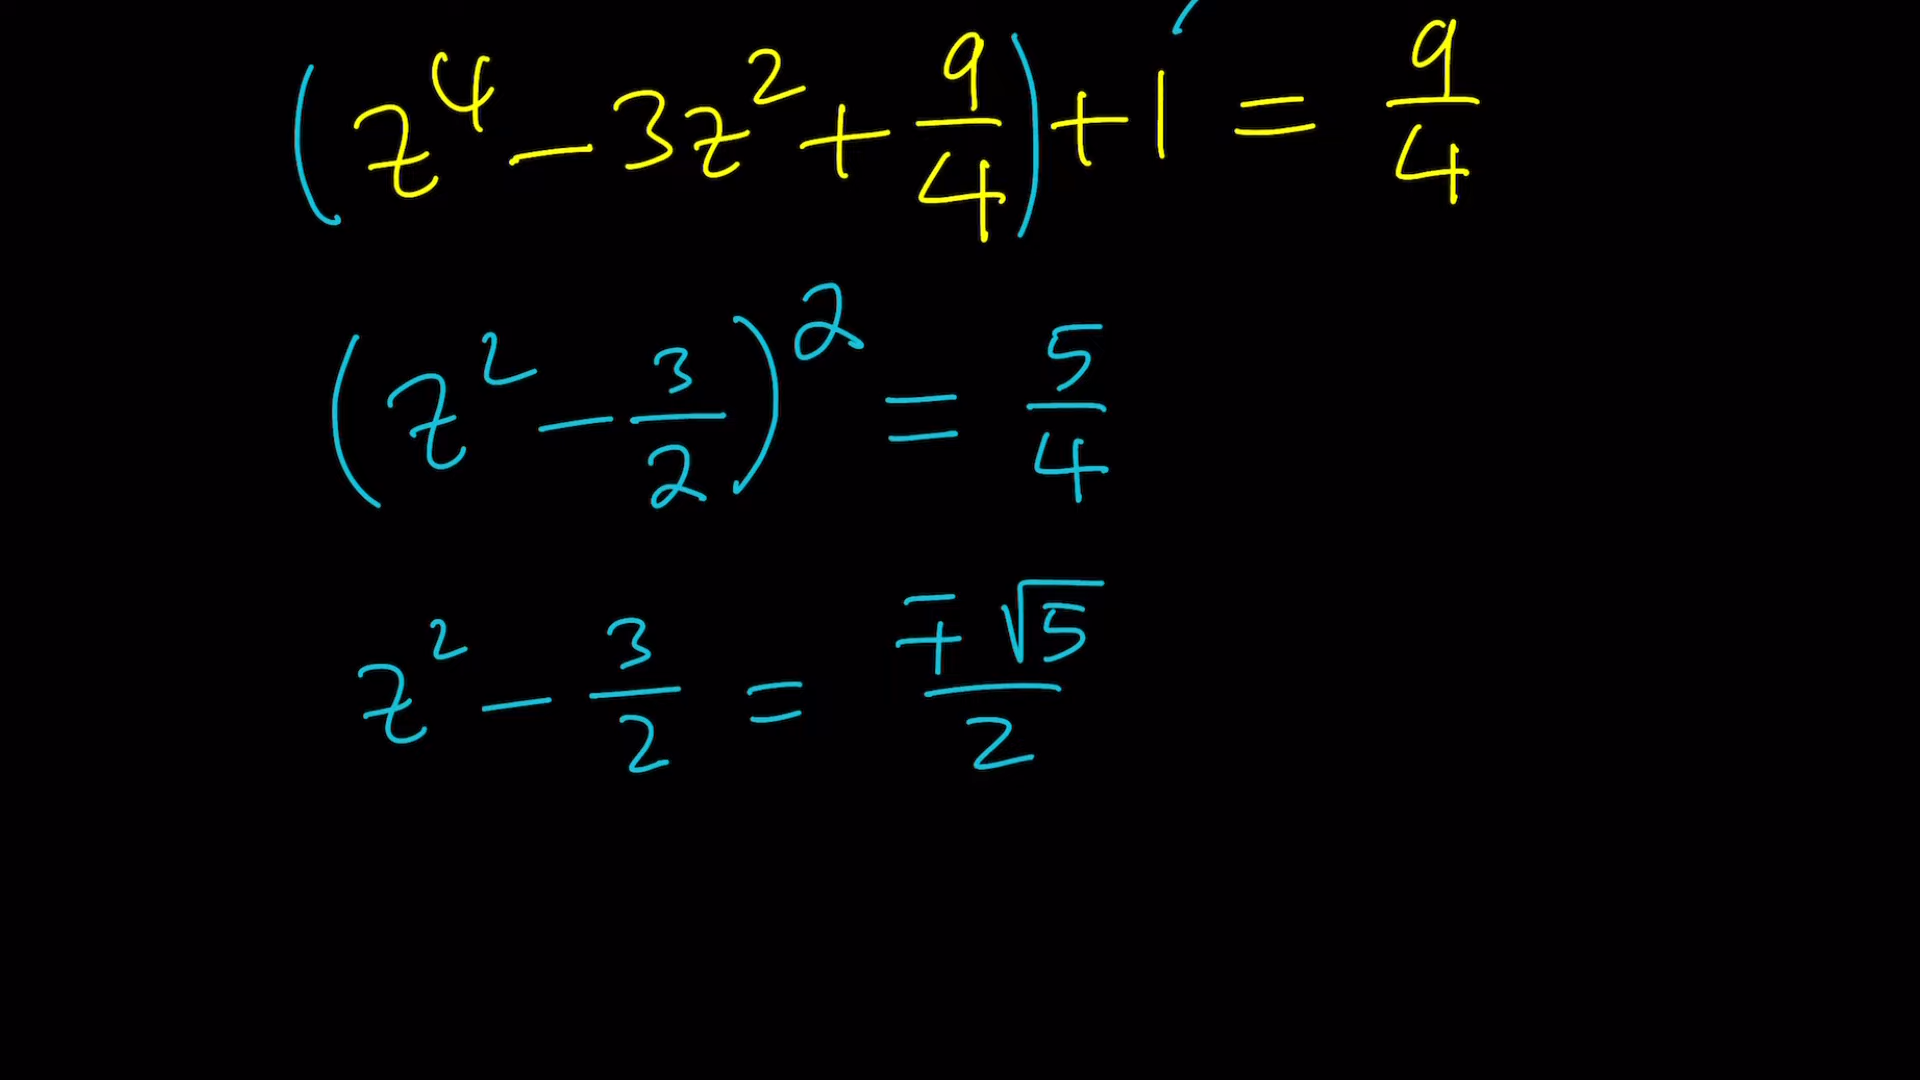 (z⁴ − 3z² + 9/4) + 1 = 9/4
(z² − 3/2)² = 5/4
z² − 3/2 = ∓√5/2